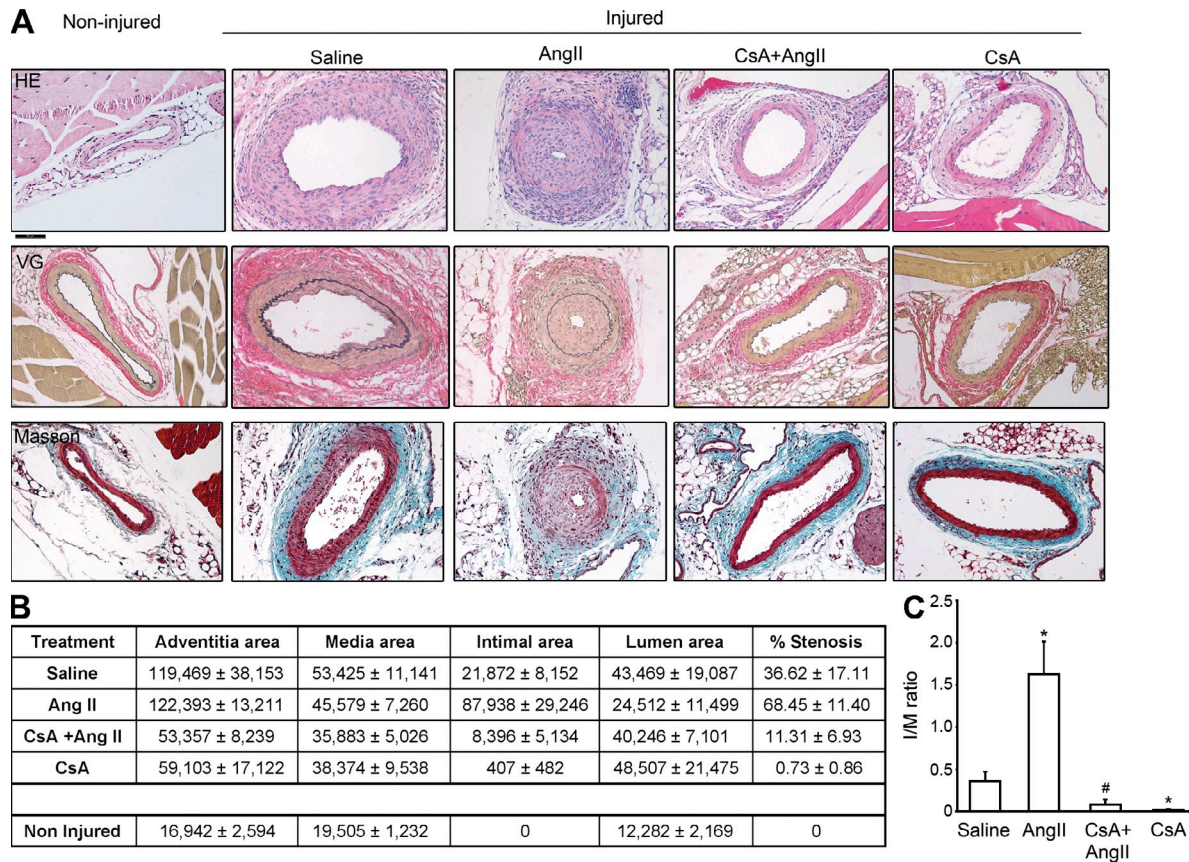 A
Non-injured
Injured
Saline
AngII
CsA+AngII
CsA
HE
VG
Masson
B
Treatment Adventitia area Media area Intimal area Lumen area % Stenosis
Saline 119,469 ± 38,153 53,425 ± 11,141 21,872 ± 8,152 43,469 ± 19,087 36.62 ± 17.11
Ang II 122,393 ± 13,211 45,579 ± 7,260 87,938 ± 29,246 24,512 ± 11,499 68.45 ± 11.40
CsA +Ang II 53,357 ± 8,239 35,883 ± 5,026 8,396 ± 5,134 40,246 ± 7,101 11.31 ± 6.93
CsA 59,103 ± 17,122 38,374 ± 9,538 407 ± 482 48,507 ± 21,475 0.73 ± 0.86
Non Injured 16,942 ± 2,594 19,505 ± 1,232 0 12,282 ± 2,169 0
C
I/M ratio
2.5
2.0
1.5
1.0
0.5
0
*
#
*
Saline AngII CsA+ CsA
AngII